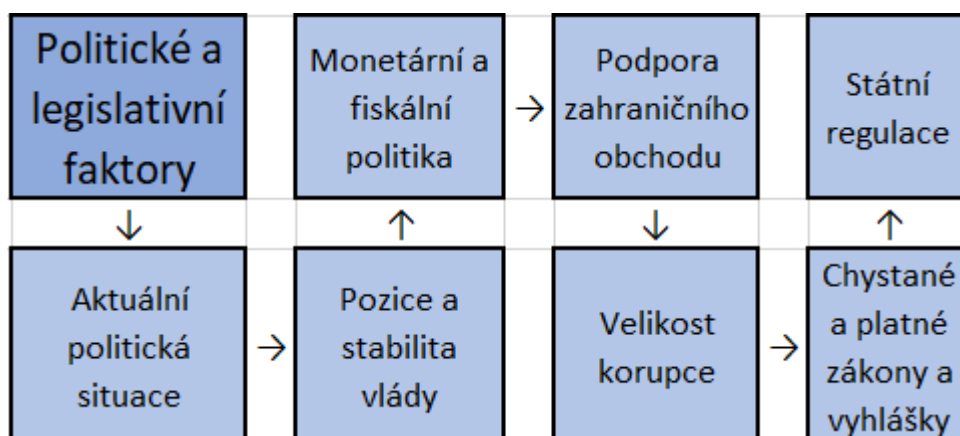 Politické a
legislativní
faktory
↓
Aktuální
politická
situace
→
Pozice a
stabilita
vlády
↑
Monetární a
fiskální
politika
→
Podpora
zahraničního
obchodu
↓
Velikost
korupce
→
Chystané
a platné
zákony a
vyhlášky
↑
Státní
regulace